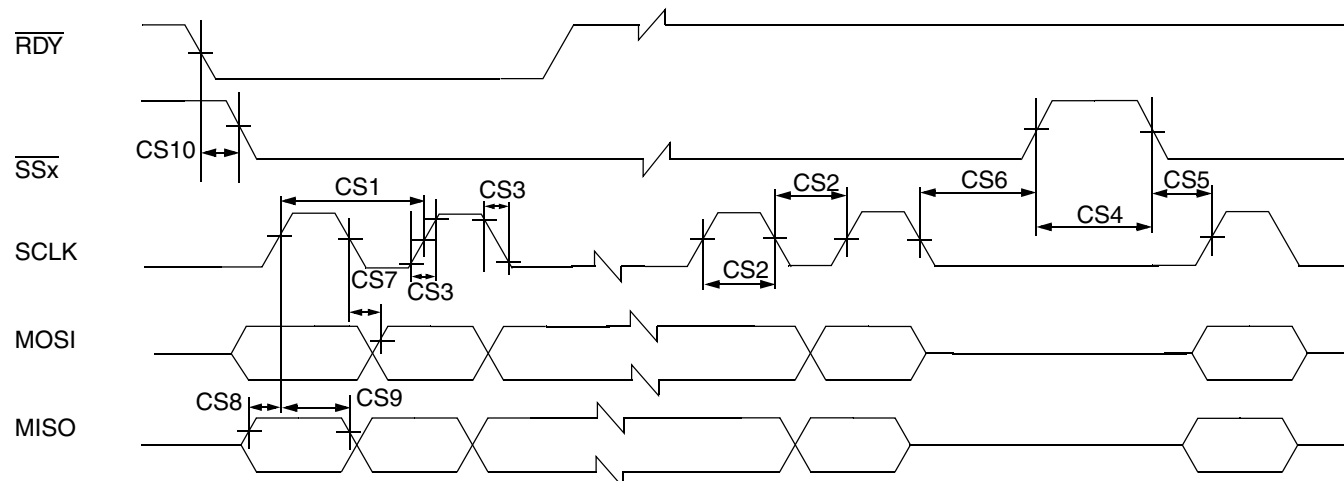 RDY
CS10
SSx
CS1
CS3
CS2
CS6
CS5
CS4
SCLK
CS7
CS3
CS2
MOSI
CS8
CS9
MISO